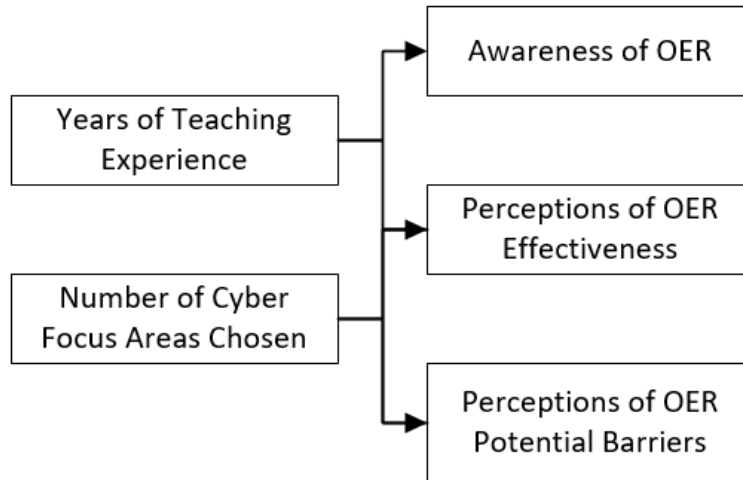 Awareness of OER
Years of Teaching
Experience
Perceptions of OER
Effectiveness
Number of Cyber
Focus Areas Chosen
Perceptions of OER
Potential Barriers